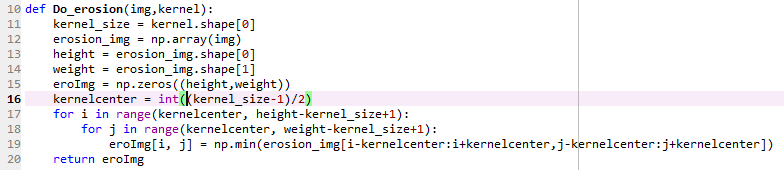 10 def Do_erosion(img,kernel):
11     kernel_size = kernel.shape[0]
12     erosion_img = np.array(img)
13     height = erosion_img.shape[0]
14     weight = erosion_img.shape[1]
15     eroImg = np.zeros((height,weight))
16     kernelcenter = int((kernel_size-1)/2)
17     for i in range(kernelcenter, height-kernel_size+1):
18         for j in range(kernelcenter, weight-kernel_size+1):
19             eroImg[i, j] = np.min(erosion_img[i-kernelcenter:i+kernelcenter,j-kernelcenter:j+kernelcenter])
20     return eroImg